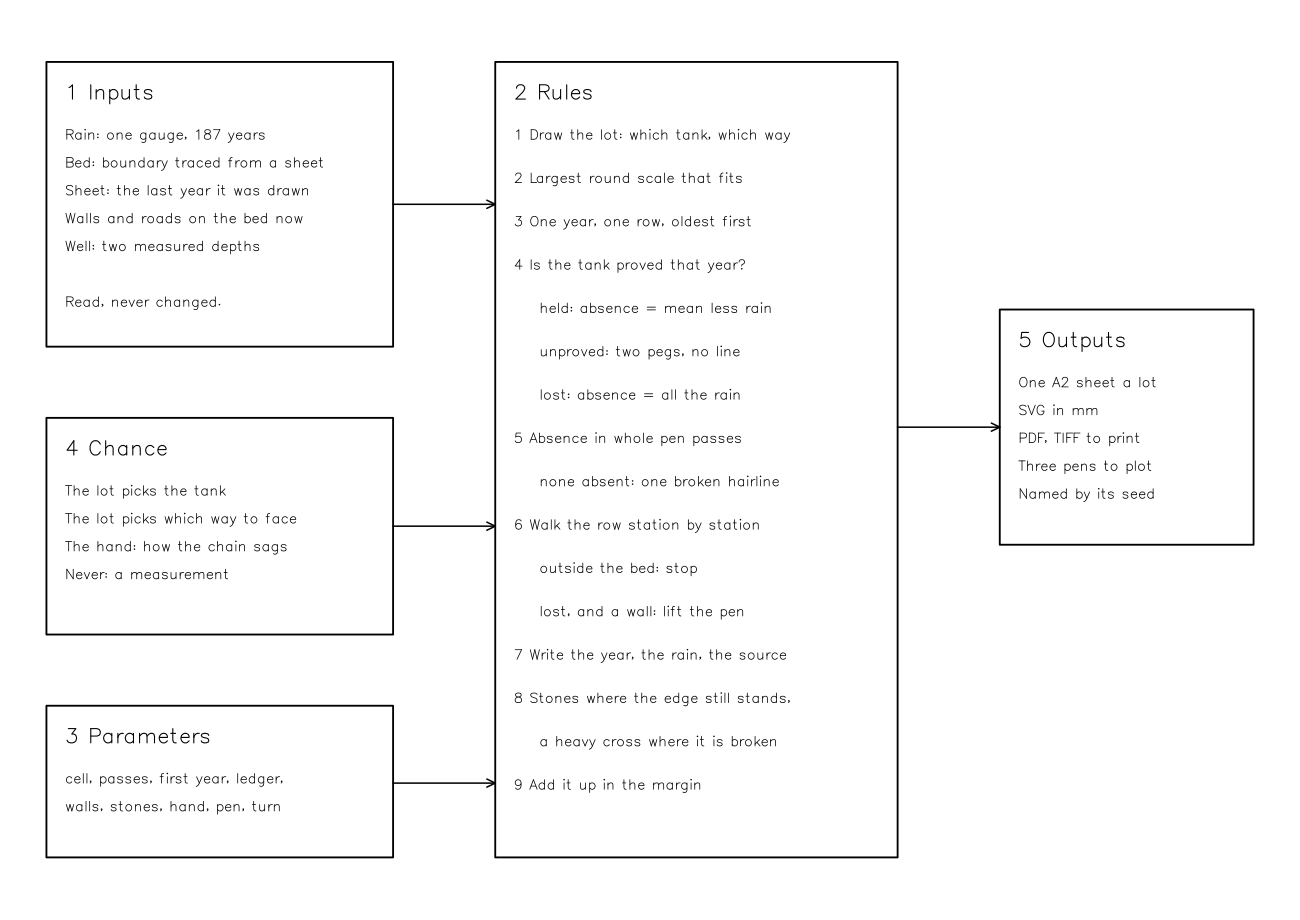 1 Inputs
Rain: one gauge, 187 years
Bed: boundary traced from a sheet
Sheet: the last year it was drawn
Walls and roads on the bed now
Well: two measured depths
Read, never changed.
2 Rules
1 Draw the lot: which tank, which way
2 Largest round scale that fits
3 One year, one row, oldest first
4 Is the tank proved that year?
held: absence = mean less rain
unproved: two pegs, no line
lost: absence = all the rain
5 Absence in whole pen passes
none absent: one broken hairline
6 Walk the row station by station
outside the bed: stop
lost, and a wall: lift the pen
7 Write the year, the rain, the source
8 Stones where the edge still stands,
a heavy cross where it is broken
9 Add it up in the margin
4 Chance
The lot picks the tank
The lot picks which way to face
The hand: how the chain sags
Never: a measurement
3 Parameters
cell, passes, first year, ledger,
walls, stones, hand, pen, turn
5 Outputs
One A2 sheet a lot
SVG in mm
PDF, TIFF to print
Three pens to plot
Named by its seed